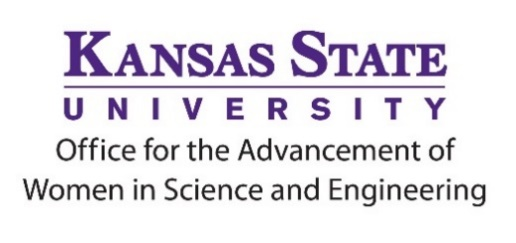 KANSAS STATE
UNIVERSITY
Office for the Advancement of
Women in Science and Engineering